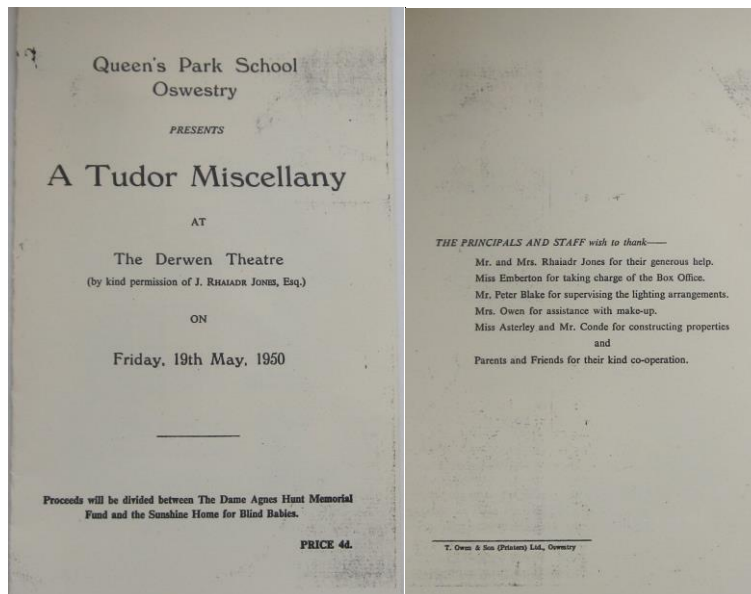 Queen's Park School
Oswestry
PRESENTS
A Tudor Miscellany
AT
The Derwen Theatre
(by kind permission of J. RHAIADR JONES, Esq.)
ON
Friday, 19th May, 1950
Proceeds will be divided between The Dame Agnes Hunt Memorial
Fund and the Sunshine Home for Blind Babies.
PRICE 4d.
THE PRINCIPALS AND STAFF wish to thank——
Mr. and Mrs. Rhaiadr Jones for their generous help.
Miss Emberton for taking charge of the Box Office.
Mr. Peter Blake for supervising the lighting arrangements.
Mrs. Owen for assistance with make-up.
Miss Asterley and Mr. Conde for constructing properties
and
Parents and Friends for their kind co-operation.
T. Owen & Son (Printers) Ltd., Oswestry